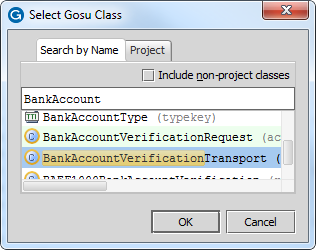 Select Gosu Class
Search by Name
Project
Include non-project classes
BankAccount
BankAccountType (typekey)
BankAccountVerificationRequest (ac
BankAccountVerificationTransport (
OK
Cancel